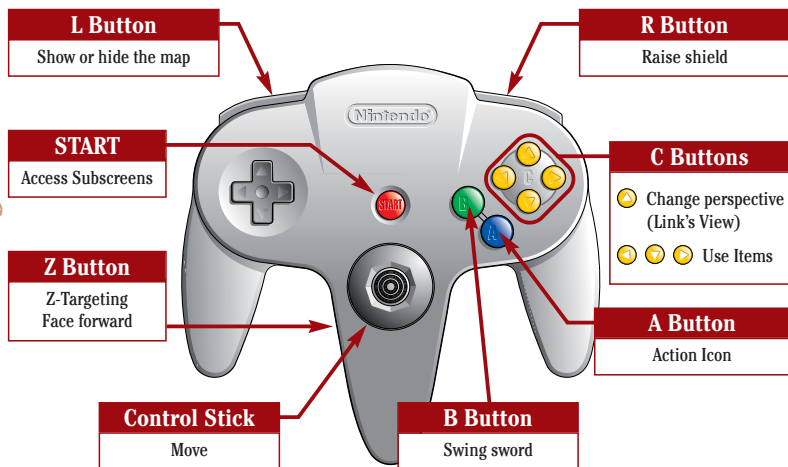 L Button
Show or hide the map
R Button
Raise shield
Nintendo
START
Access Subscreens
START
C
B
A
C Buttons
Change perspective
(Link's View)
Use Items
Z Button
Z-Targeting
Face forward
A Button
Action Icon
Control Stick
Move
B Button
Swing sword